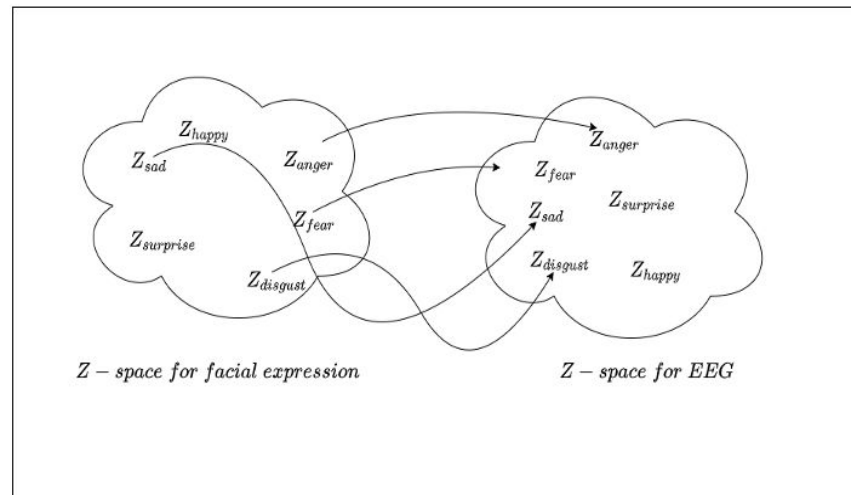 Z_happy
Z_sad
Z_anger
Z_fear
Z_surprise
Z_disgust
Z − space for facial expression
Z_anger
Z_fear
Z_surprise
Z_sad
Z_disgust
Z_happy
Z − space for EEG